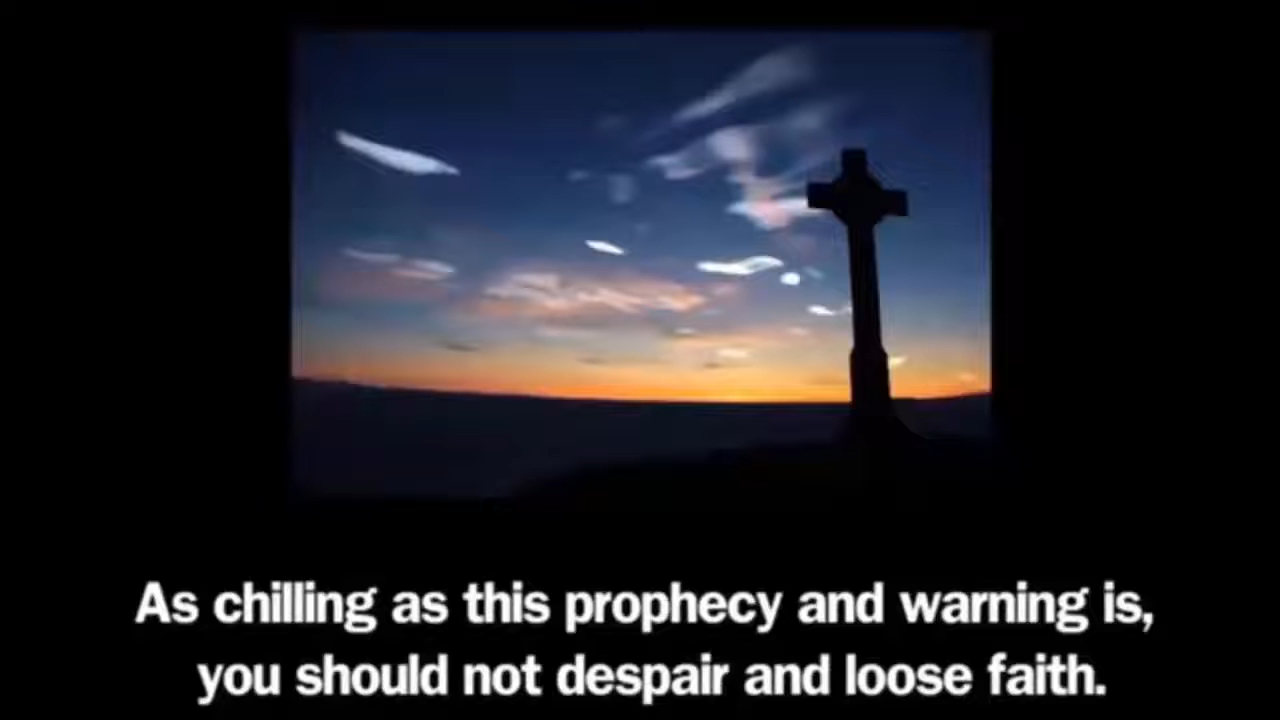 As chilling as this prophecy and warning is,
you should not despair and loose faith.